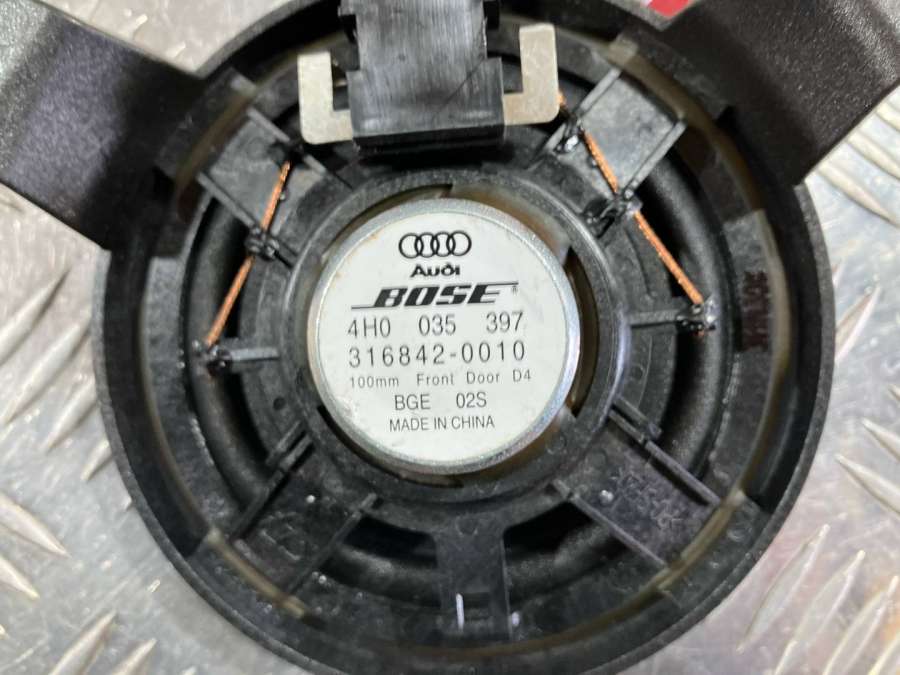 Audi
BOSE®
4H0 035 397
316842-0010
100mm Front Door D4
BGE 02S
MADE IN CHINA